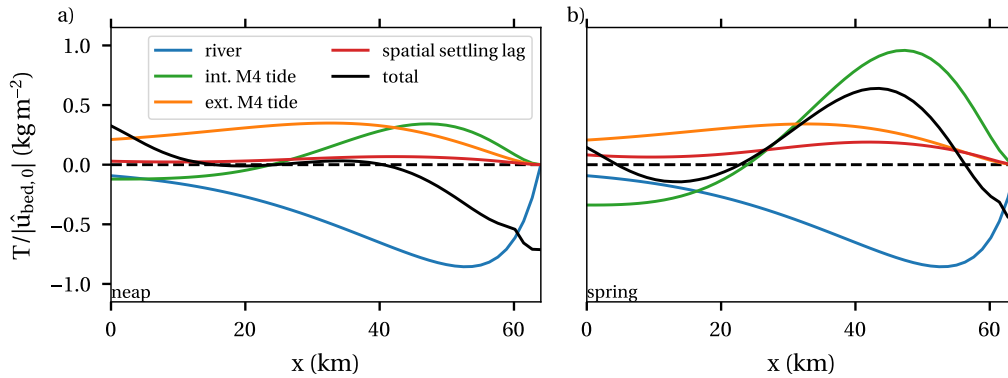 a)
b)
river
int. M4 tide
ext. M4 tide
spatial settling lag
total
T/|û_bed, 0| (kg m⁻²)
1.0
0.5
0.0
−0.5
−1.0
neap
spring
0 20 40 60
0 20 40 60
x (km)
x (km)